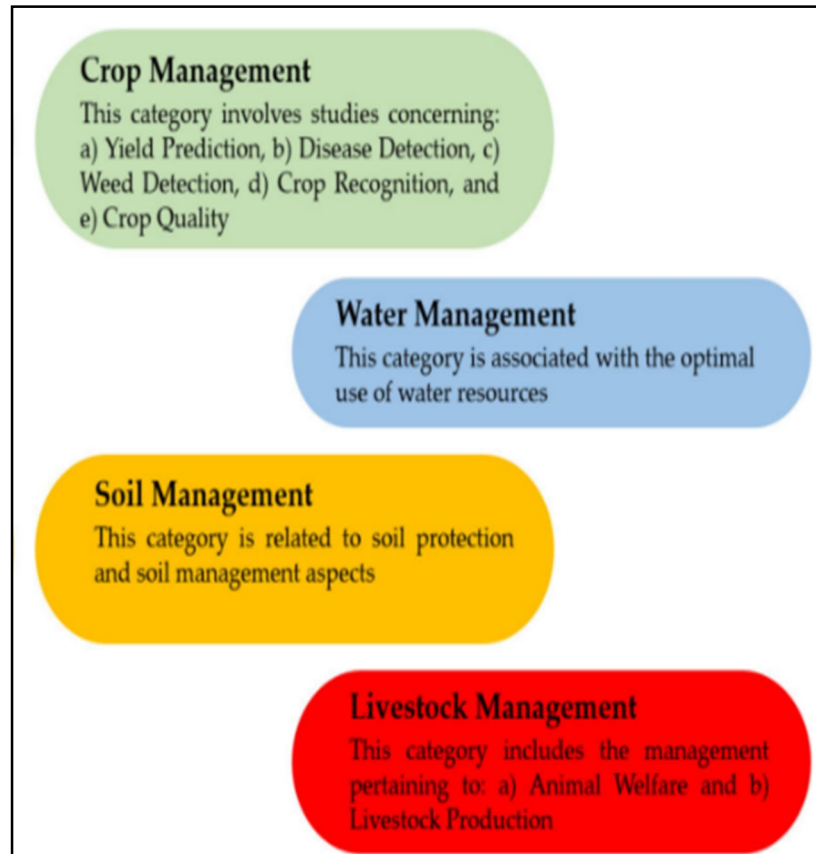 Crop Management
This category involves studies concerning:
a) Yield Prediction, b) Disease Detection, c)
Weed Detection, d) Crop Recognition, and
e) Crop Quality
Water Management
This category is associated with the optimal
use of water resources
Soil Management
This category is related to soil protection
and soil management aspects
Livestock Management
This category includes the management
pertaining to: a) Animal Welfare and b)
Livestock Production